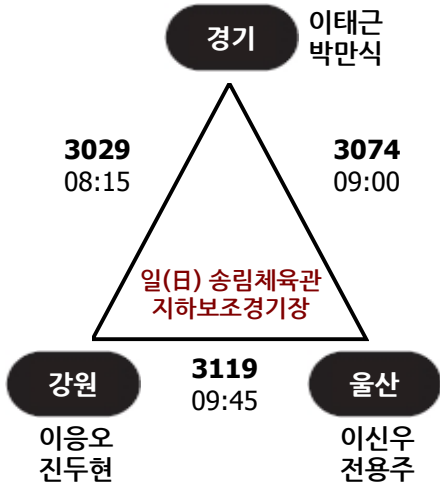 경기
이태근
박만식
3029
08:15
3074
09:00
일(日) 송림체육관
지하보조경기장
강원
3119
09:45
울산
이응오
진두현
이신우
전용주